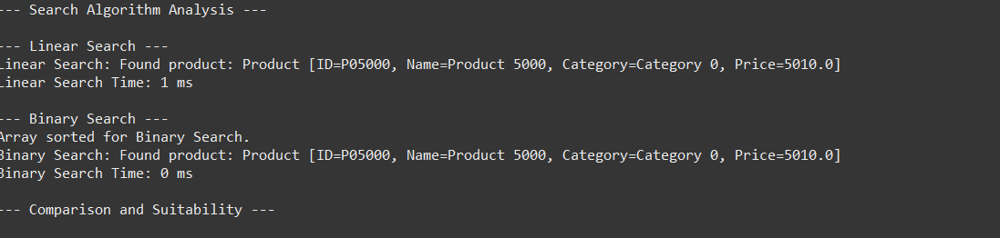 --- Search Algorithm Analysis ---
--- Linear Search ---
Linear Search: Found product: Product [ID=P05000, Name=Product 5000, Category=Category 0, Price=5010.0]
Linear Search Time: 1 ms
--- Binary Search ---
Array sorted for Binary Search.
Binary Search: Found product: Product [ID=P05000, Name=Product 5000, Category=Category 0, Price=5010.0]
Binary Search Time: 0 ms
--- Comparison and Suitability ---